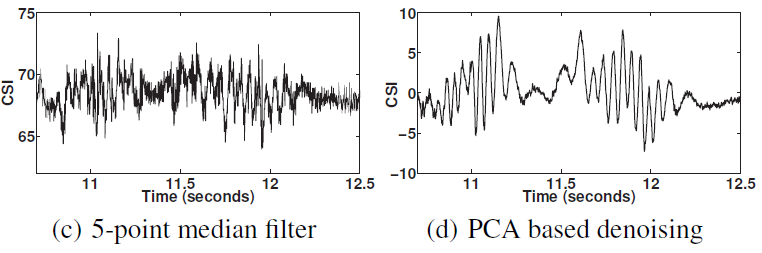 75
70
65
CSI
11
11.5
12
12.5
Time (seconds)
(c) 5-point median filter
10
5
0
−5
−10
CSI
11
11.5
12
12.5
Time (seconds)
(d) PCA based denoising